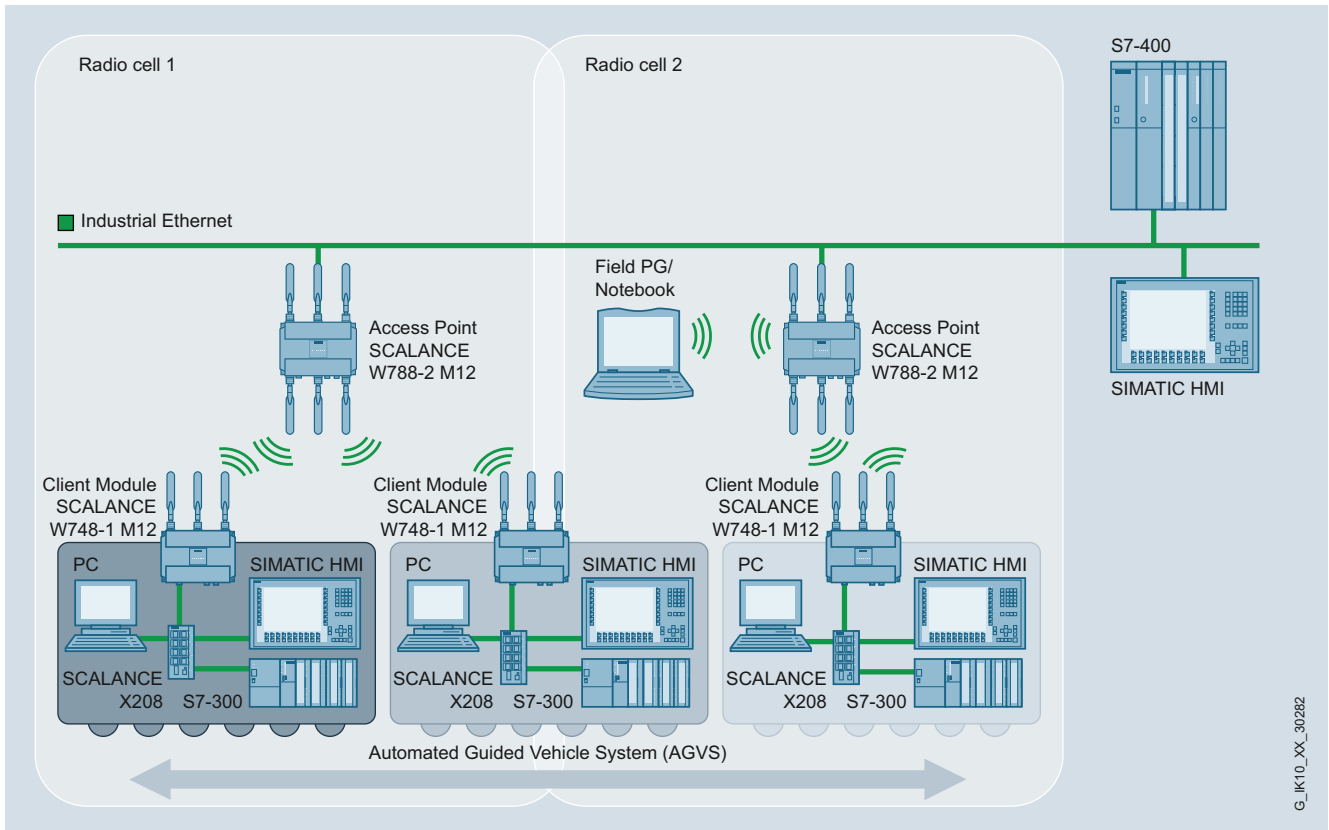 Radio cell 1
Radio cell 2
S7-400
Industrial Ethernet
Field PG/
Notebook
Access Point
SCALANCE
W788-2 M12
Access Point
SCALANCE
W788-2 M12
SIMATIC HMI
Client Module
SCALANCE
W748-1 M12
Client Module
SCALANCE
W748-1 M12
Client Module
SCALANCE
W748-1 M12
PC
SIMATIC HMI
SCALANCE
X208
S7-300
PC
SIMATIC HMI
SCALANCE
X208
S7-300
PC
SIMATIC HMI
SCALANCE
X208
S7-300
Automated Guided Vehicle System (AGVS)
G_IK10_XX_30282